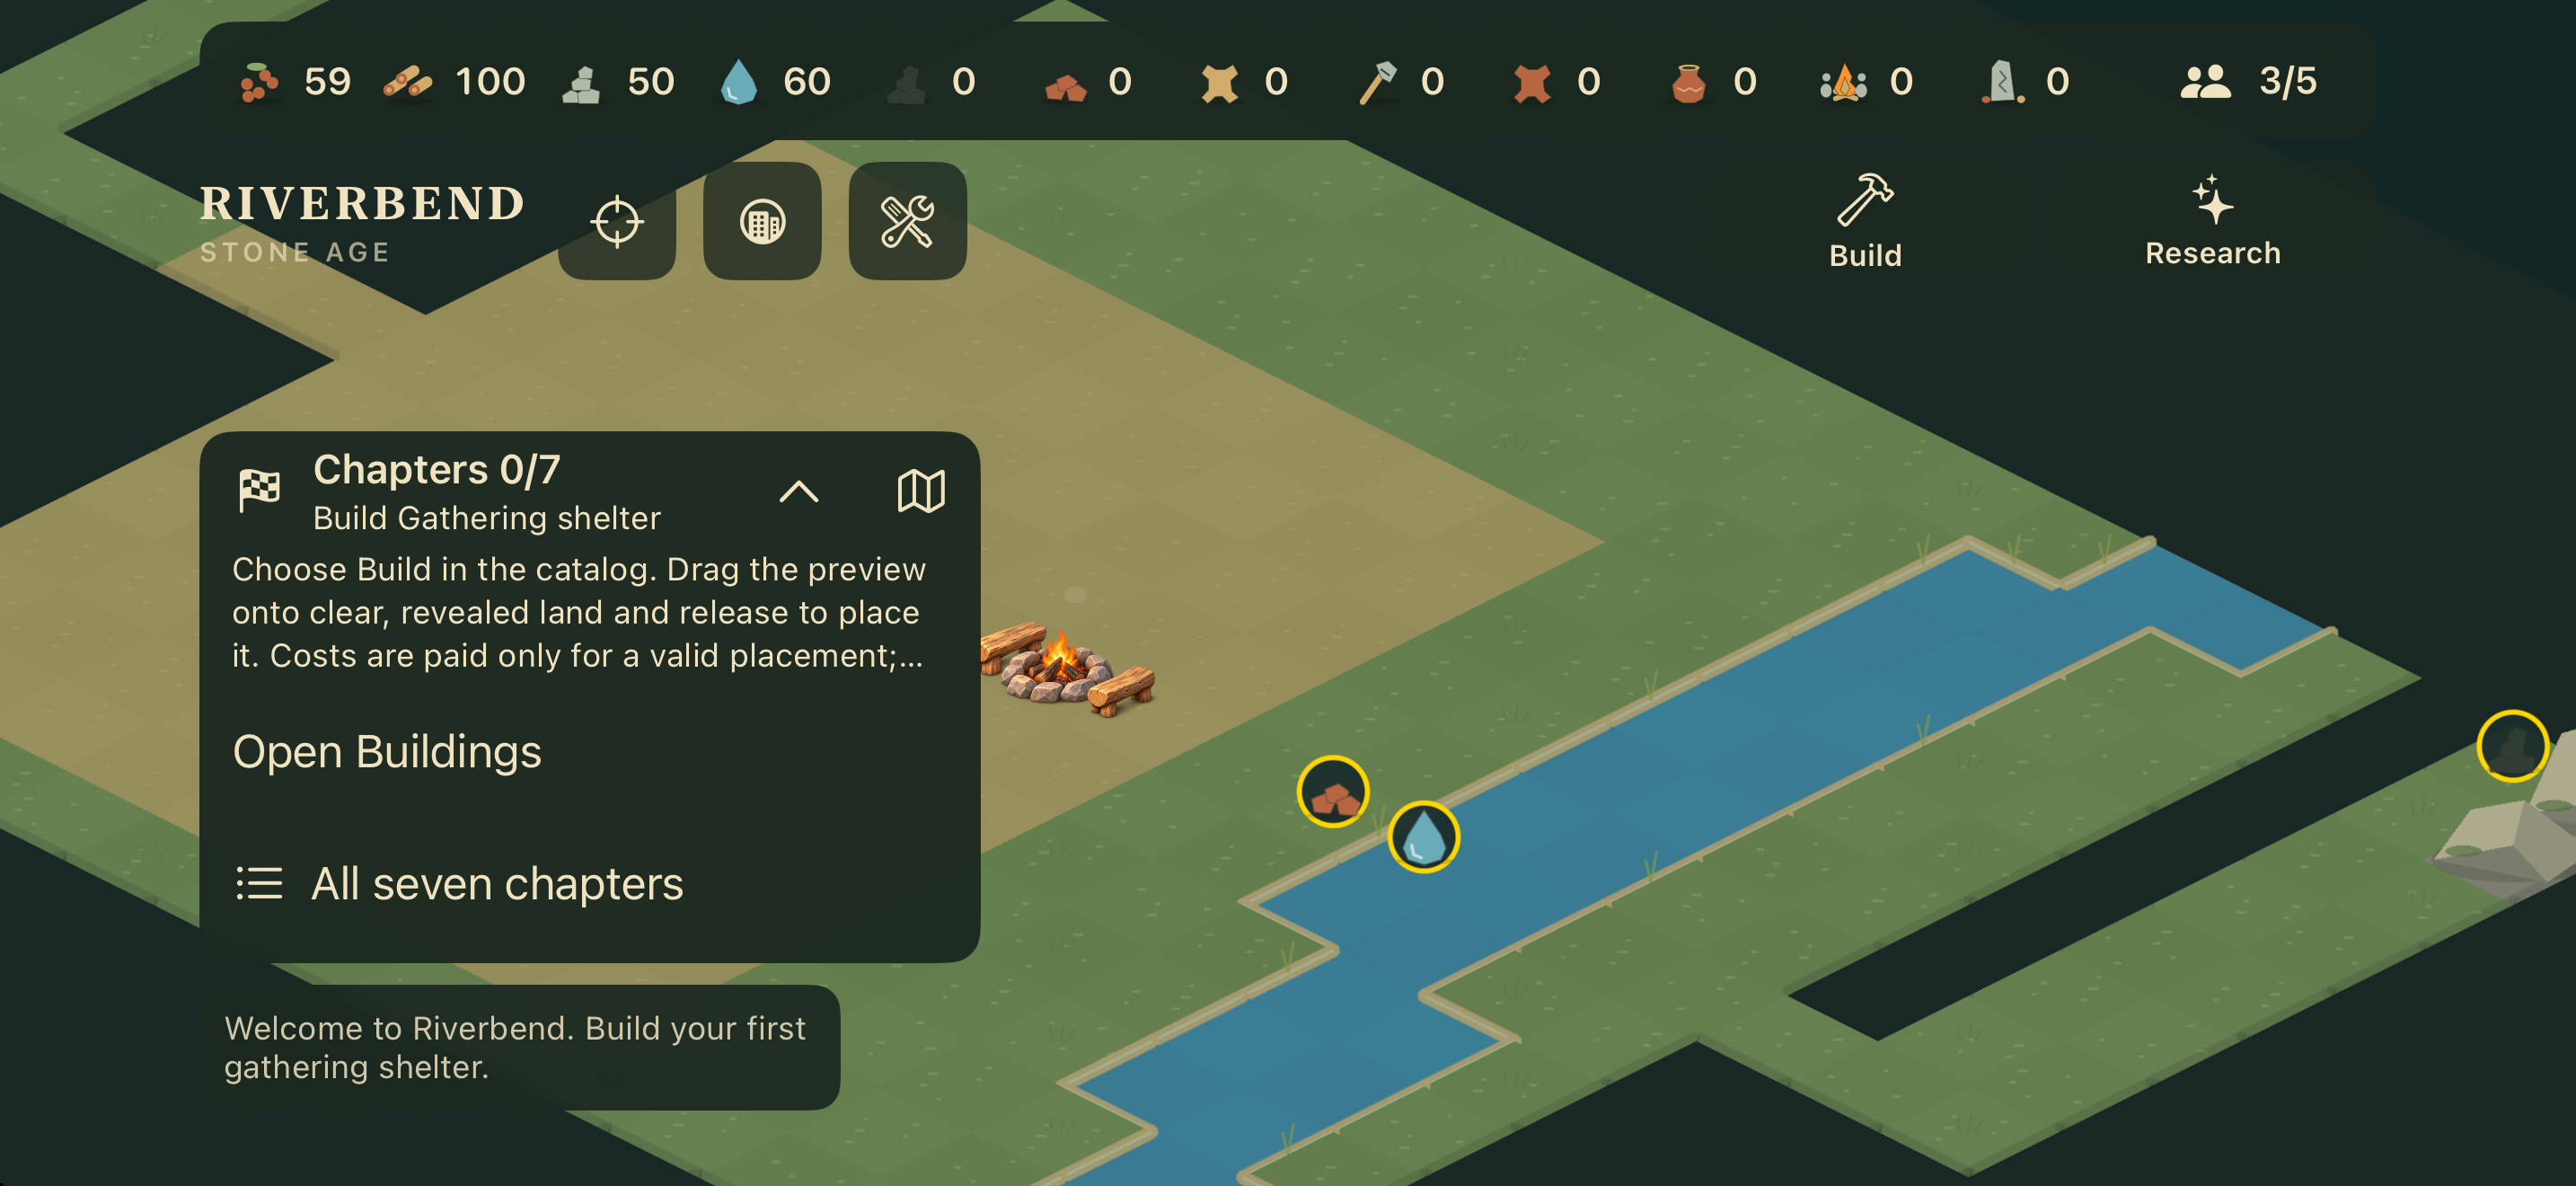 59 100 50 60 0 0 0 0 0 0 0 0 3/5
RIVERBEND
STONE AGE
Build
Research
Chapters 0/7
Build Gathering shelter
Choose Build in the catalog. Drag the preview
onto clear, revealed land and release to place
it. Costs are paid only for a valid placement;...
Open Buildings
All seven chapters
Welcome to Riverbend. Build your first
gathering shelter.